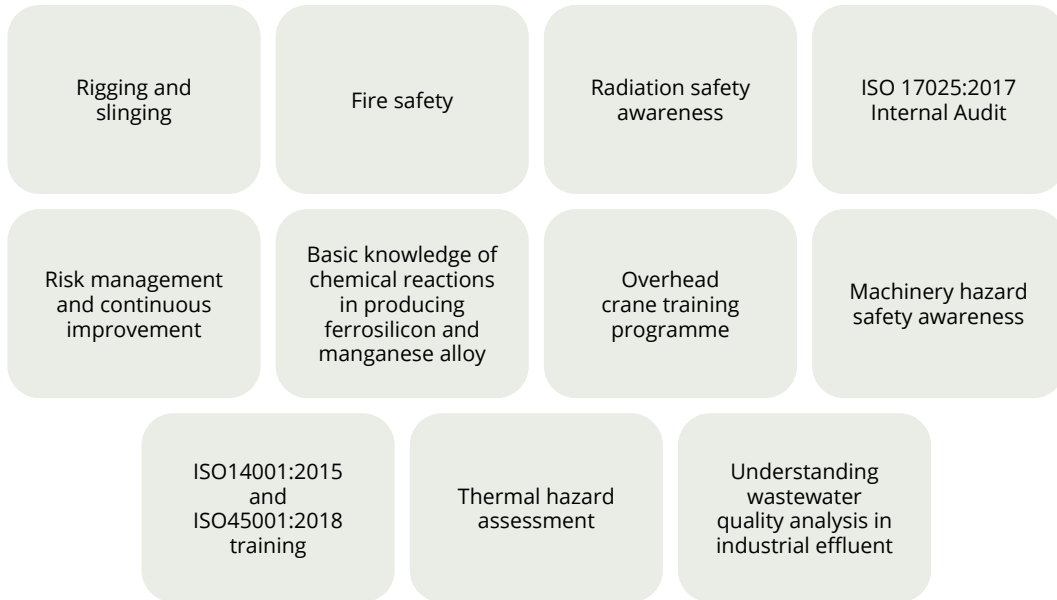 Rigging and
slinging
Fire safety
Radiation safety
awareness
ISO 17025:2017
Internal Audit
Risk management
and continuous
improvement
Basic knowledge of
chemical reactions
in producing
ferrosilicon and
manganese alloy
Overhead
crane training
programme
Machinery hazard
safety awareness
ISO14001:2015
and
ISO45001:2018
training
Thermal hazard
assessment
Understanding
wastewater
quality analysis in
industrial effluent